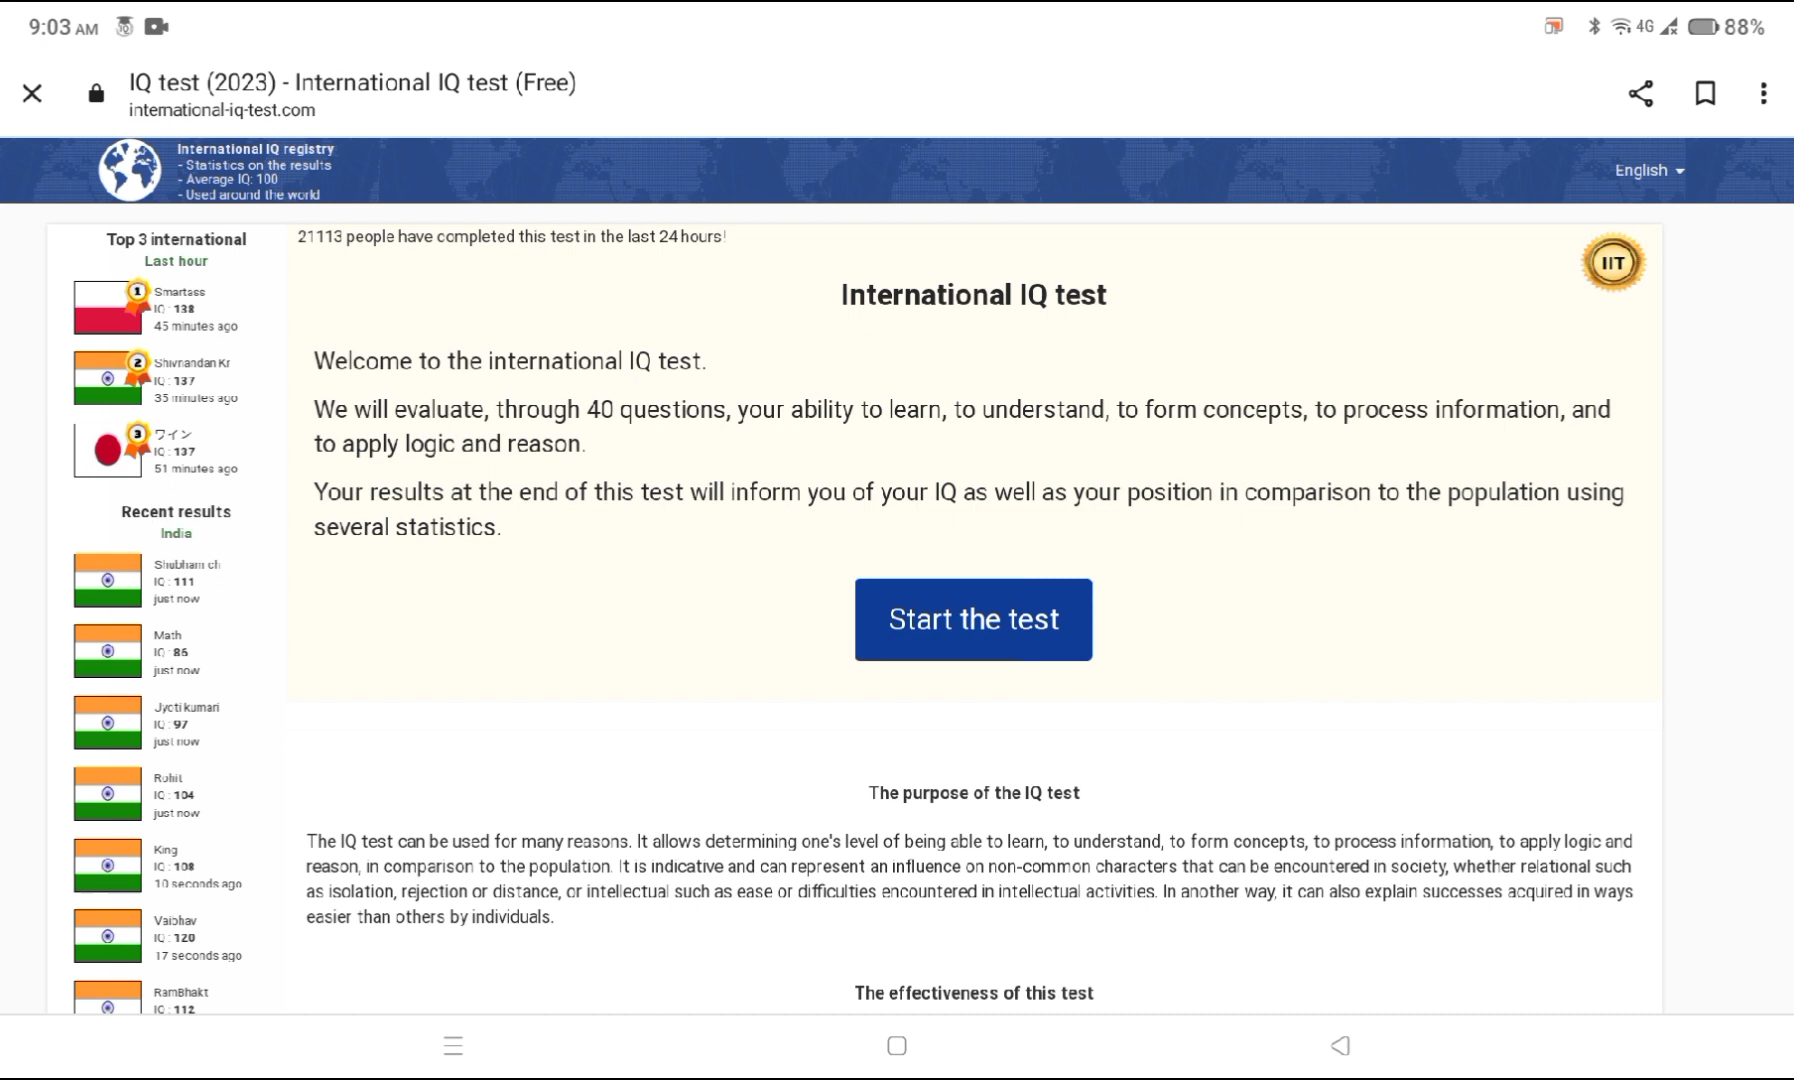 9:03 AM
4G
88%
IQ test (2023) - International IQ test (Free)
international-iq-test.com
International IQ registry
- Statistics on the results
- Average IQ: 100
- Used around the world
English
Top 3 international
Last hour
1
Smartass
IQ : 138
45 minutes ago
2
Shivnandan Kr
IQ : 137
35 minutes ago
3
ワイン
IQ : 137
51 minutes ago
Recent results
India
Shubham ch
IQ : 111
just now
Math
IQ : 86
just now
Jyoti kumari
IQ : 97
just now
Rohit
IQ : 104
just now
King
IQ : 108
10 seconds ago
Vaibhav
IQ : 120
17 seconds ago
RamBhakt
IQ : 112
21113 people have completed this test in the last 24 hours!
IIT
International IQ test
Welcome to the international IQ test.
We will evaluate, through 40 questions, your ability to learn, to understand, to form concepts, to process information, and
to apply logic and reason.
Your results at the end of this test will inform you of your IQ as well as your position in comparison to the population using
several statistics.
Start the test
The purpose of the IQ test
The IQ test can be used for many reasons. It allows determining one's level of being able to learn, to understand, to form concepts, to process information, to apply logic and
reason, in comparison to the population. It is indicative and can represent an influence on non-common characters that can be encountered in society, whether relational such
as isolation, rejection or distance, or intellectual such as ease or difficulties encountered in intellectual activities. In another way, it can also explain successes acquired in ways
easier than others by individuals.
The effectiveness of this test